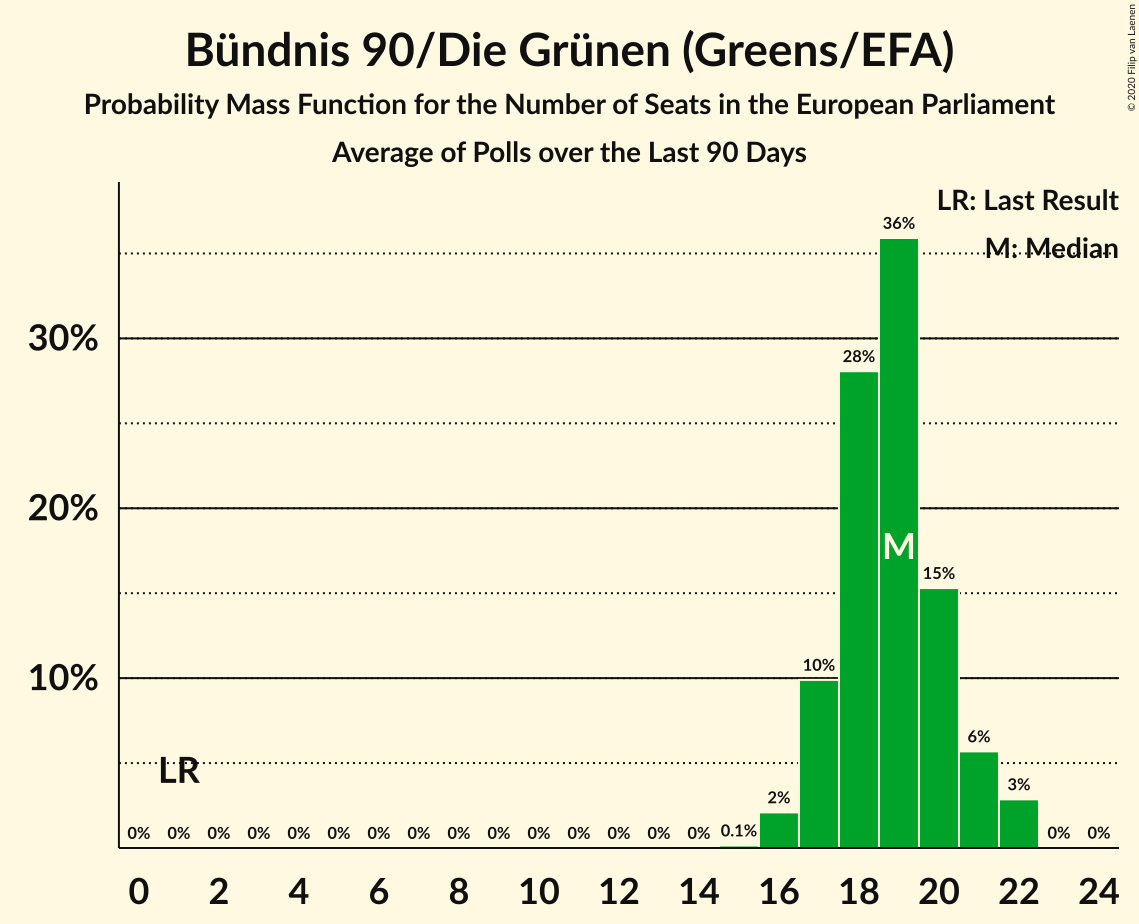 Bündnis 90/Die Grünen (Greens/EFA)
Probability Mass Function for the Number of Seats in the European Parliament
Average of Polls over the Last 90 Days
© 2020 Filip van Laenen
LR: Last Result
M: Median
36%
30%
28%
20%
M
15%
10%
10%
6%
LR
3%
2%
0% 0% 0% 0% 0% 0% 0% 0% 0% 0% 0% 0% 0% 0% 0% 0.1% 0% 0%
0 2 4 6 8 10 12 14 16 18 20 22 24